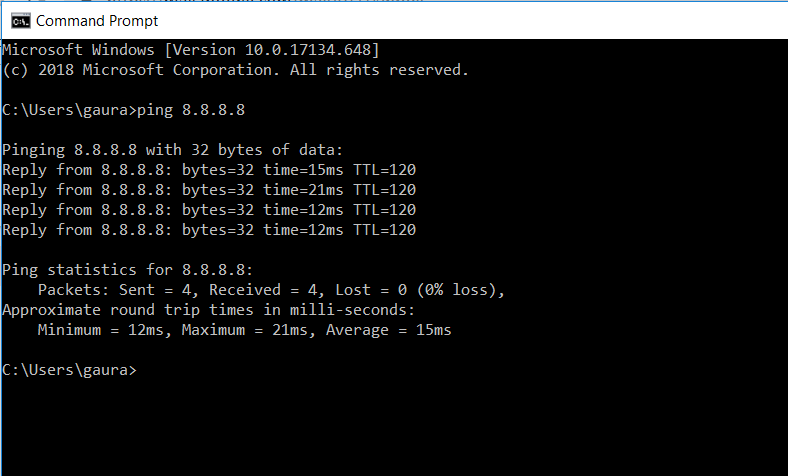 Command Prompt
Microsoft Windows [Version 10.0.17134.648]
(c) 2018 Microsoft Corporation. All rights reserved.
C:\Users\gaura>ping 8.8.8.8
Pinging 8.8.8.8 with 32 bytes of data:
Reply from 8.8.8.8: bytes=32 time=15ms TTL=120
Reply from 8.8.8.8: bytes=32 time=21ms TTL=120
Reply from 8.8.8.8: bytes=32 time=12ms TTL=120
Reply from 8.8.8.8: bytes=32 time=12ms TTL=120
Ping statistics for 8.8.8.8:
    Packets: Sent = 4, Received = 4, Lost = 0 (0% loss),
Approximate round trip times in milli-seconds:
    Minimum = 12ms, Maximum = 21ms, Average = 15ms
C:\Users\gaura>